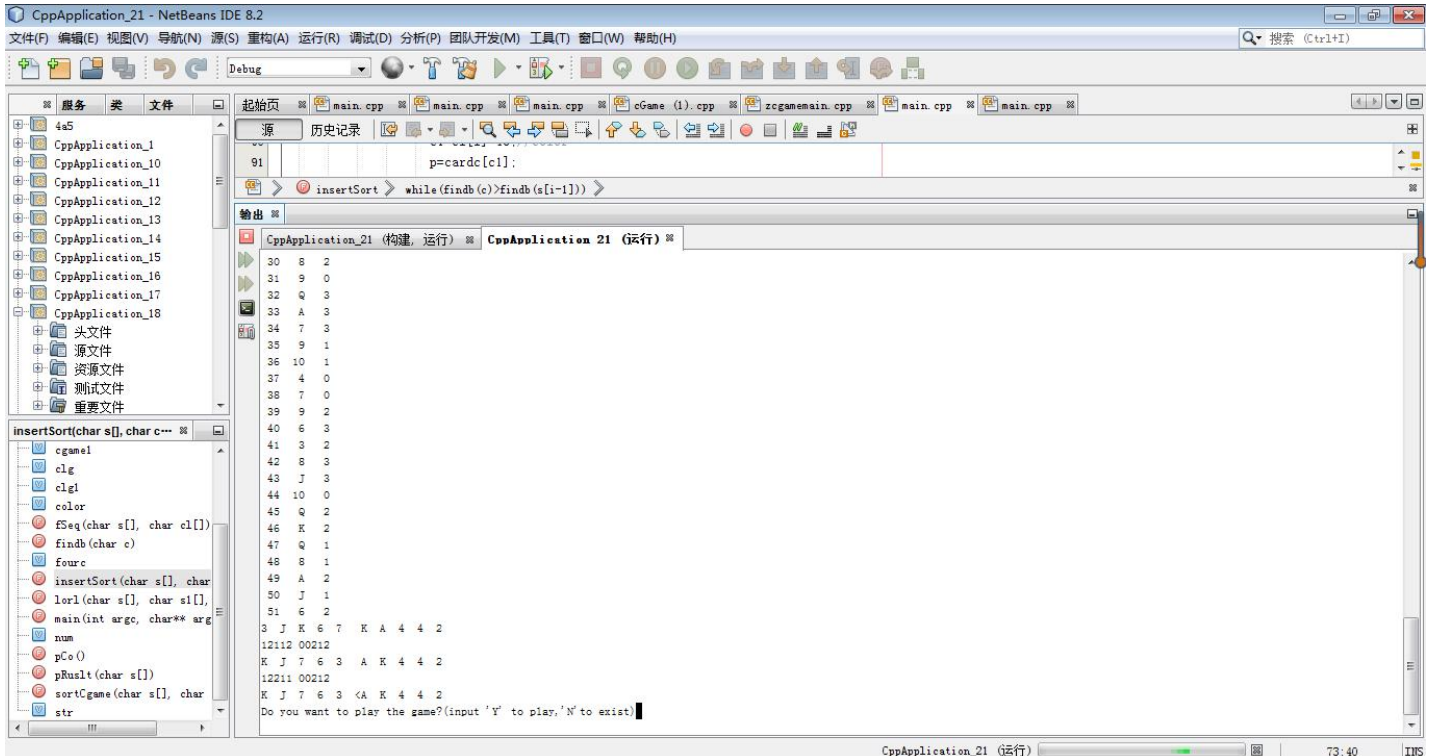 CppApplication_21 - NetBeans IDE 8.2
文件(F) 编辑(E) 视图(V) 导航(N) 源(S) 重构(A) 运行(R) 调试(D) 分析(P) 团队开发(M) 工具(T) 窗口(W) 帮助(H)
搜索 (Ctrl+I)
Debug
服务 类 文件
起始页 main.cpp main.cpp main.cpp cGame (1).cpp zcgamemain.cpp main.cpp main.cpp
源 历史记录
4a5
CppApplication_1
CppApplication_10
CppApplication_11
CppApplication_12
CppApplication_13
CppApplication_14
CppApplication_15
CppApplication_16
CppApplication_17
CppApplication_18
头文件
源文件
资源文件
测试文件
重要文件
91 p=cardc[c1];
insertSort while(findb(c)>findb(s[i-1]))
输出
CppApplication_21 (构建, 运行) CppApplication 21 (运行)
insertSort(char s[], char c...
cgame1
clg
clg1
color
fSeq(char s[], char cl[])
findb(char c)
fourc
insertSort(char s[], char
lorl(char s[], char s1[],
main(int argc, char** arg
num
pCo()
pRuslt(char s[])
sortCgame(char s[], char
str
30 8 2
31 9 0
32 Q 3
33 A 3
34 7 3
35 9 1
36 10 1
37 4 0
38 7 0
39 9 2
40 6 3
41 3 2
42 8 3
43 J 3
44 10 0
45 Q 2
46 K 2
47 Q 1
48 8 1
49 A 2
50 J 1
51 6 2
3 J K 6 7 K A 4 4 2
12112 00212
K J 7 6 3 A K 4 4 2
12211 00212
K J 7 6 3 <A K 4 4 2
Do you want to play the game?(input 'Y' to play,'N'to exist)
CppApplication_21 (运行)
73:40
INS